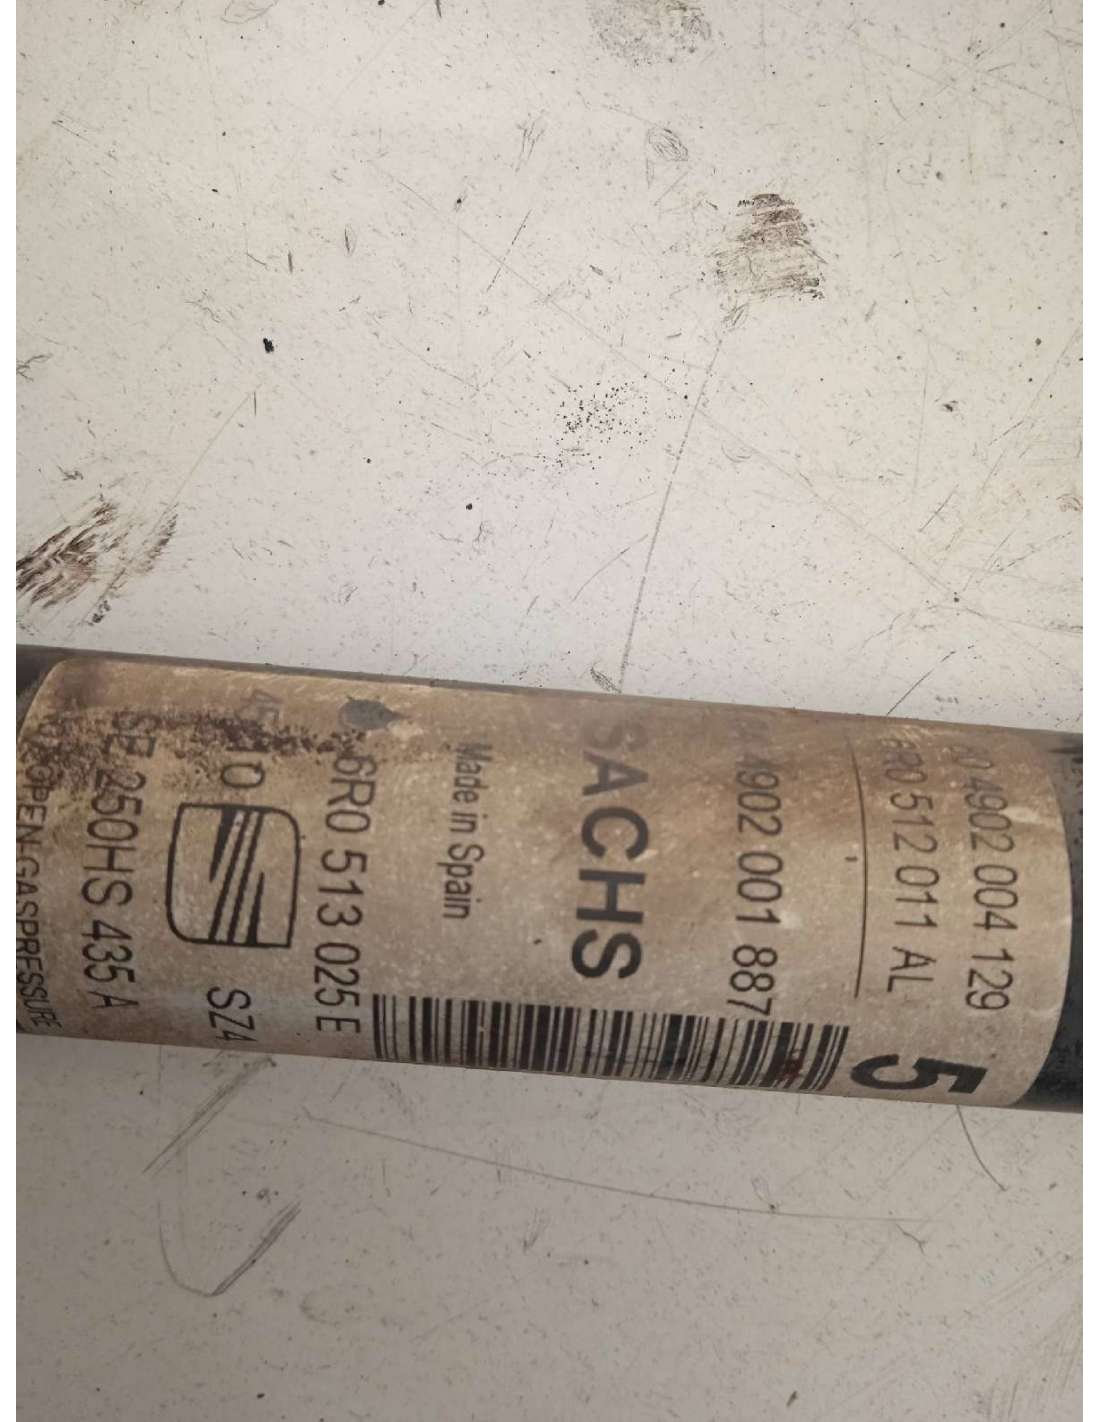 4902 004 129
6R0 512 011 AL
5
4902 001 887
SACHS
Made in Spain
6R0 513 025 E
SZ4
250HS 435 A
OPEN-GASPRESSURE